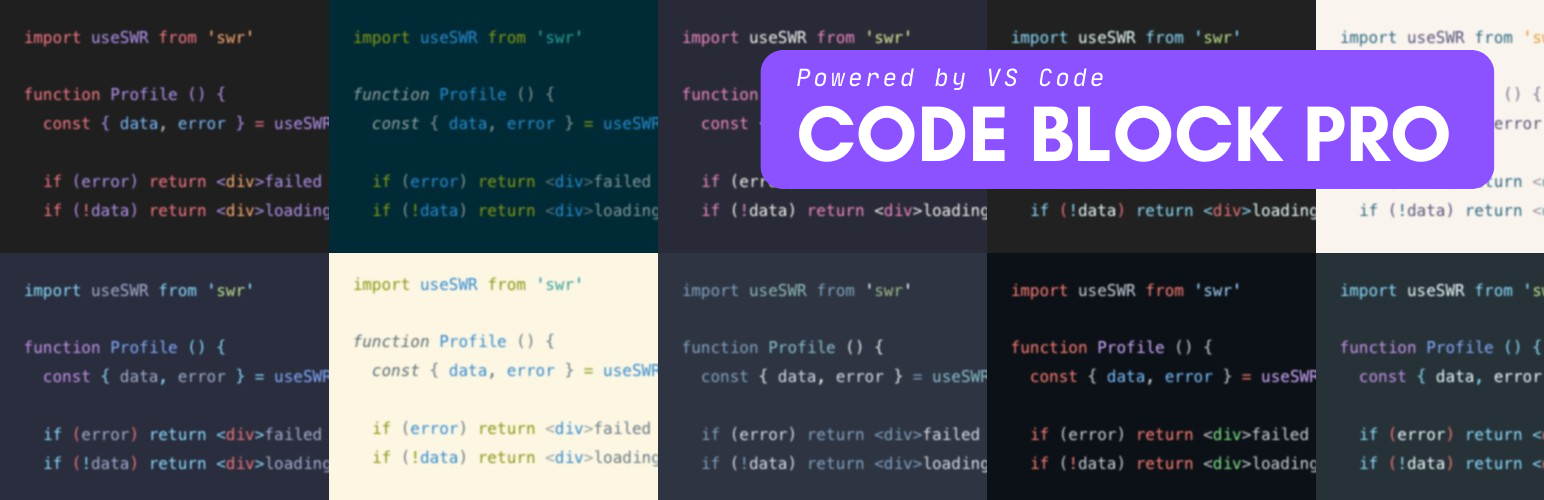 import useSWR from 'swr'
function Profile () {
const { data, error } = useSWR
if (error) return <div>failed
if (!data) return <div>loading
import useSWR from 'swr'
function Profile () {
const { data, error } = useSWR
if (error) return <div>failed
if (!data) return <div>loading
import useSWR from 'swr'
function
const
if (err
if (!data) return <div>loading
import useSWR from 'swr'
if (!data) return <div>loading
import useSWR from 's
() {
error
turn <
if (!data) return <
Powered by VS Code
CODE BLOCK PRO
import useSWR from 'swr'
function Profile () {
const { data, error } = useSWR
if (error) return <div>failed
if (!data) return <div>loading
import useSWR from 'swr'
function Profile () {
const { data, error } = useSWR
if (error) return <div>failed
if (!data) return <div>loading
import useSWR from 'swr'
function Profile () {
const { data, error } = useSWR
if (error) return <div>failed
if (!data) return <div>loading
import useSWR from 'swr'
function Profile () {
const { data, error } = useSWR
if (error) return <div>failed
if (!data) return <div>loading
import useSWR from 'sw
function Profile () {
const { data, error
if (error) return <
if (!data) return <